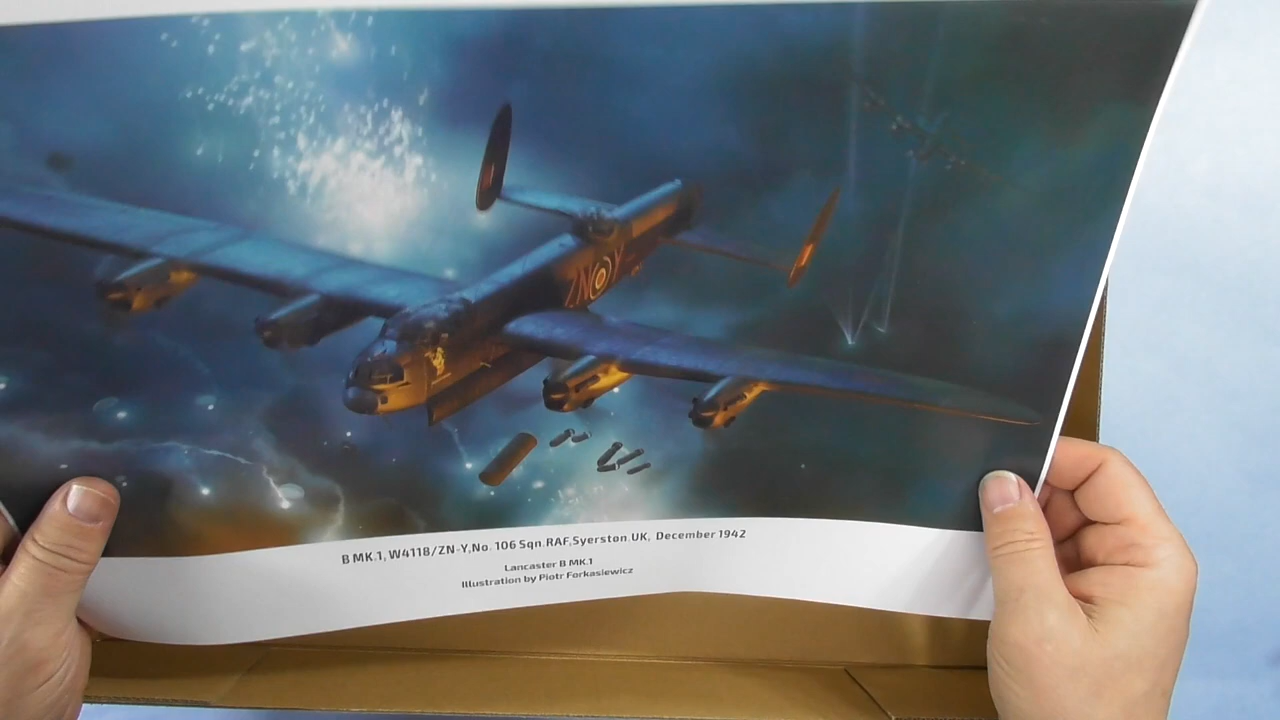 ZN Y
B MK.1, W4118/ZN-Y,No. 106 Sqn.RAF,Syerston.UK, December 1942
Lancaster B MK.1
Illustration by Piotr Forkasiewicz